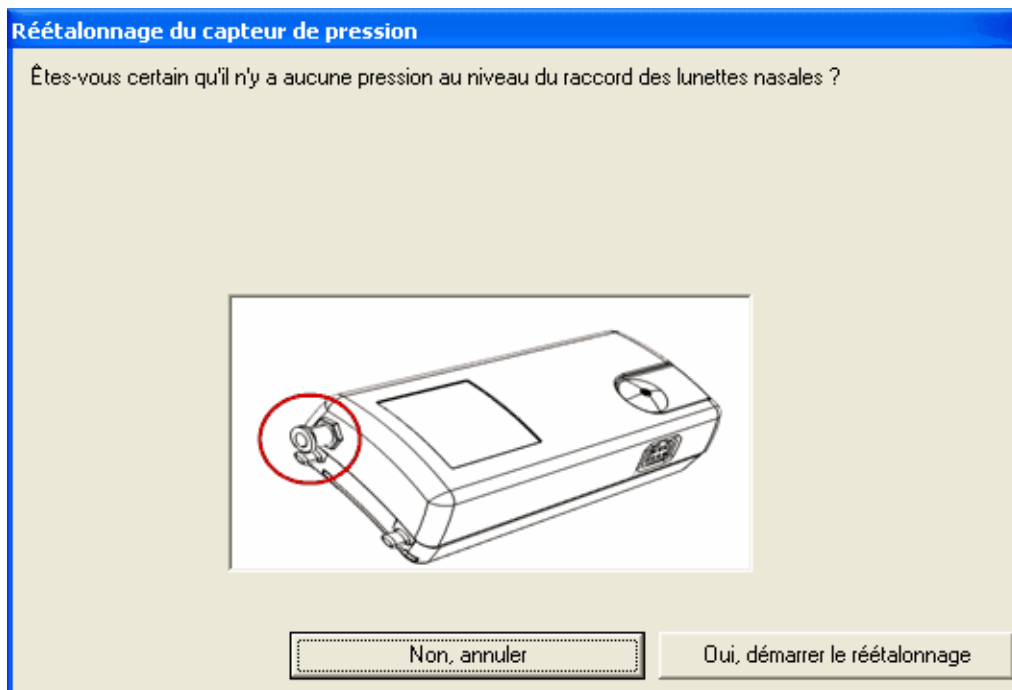 Réétalonnage du capteur de pression
Êtes-vous certain qu'il n'y a aucune pression au niveau du raccord des lunettes nasales ?
Non, annuler
Oui, démarrer le réétalonnage